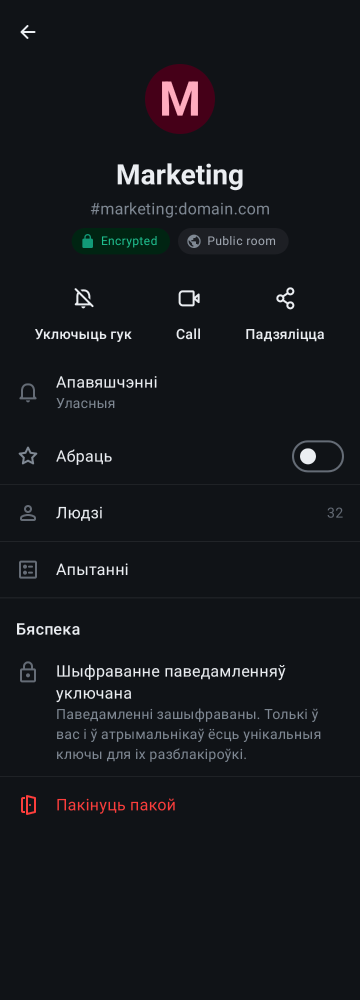 M
Marketing
#marketing:domain.com
Encrypted Public room
Уключыць гук Call Падзяліцца
Апавяшчэнні
Уласныя
Абраць
Людзі 32
Апытанні
Бяспека
Шыфраванне паведамленняў
уключана
Паведамленні зашыфраваны. Толькі ў
вас і ў атрымальнікаў ёсць унікальныя
ключы для іх разблакіроўкі.
Пакінуць пакой